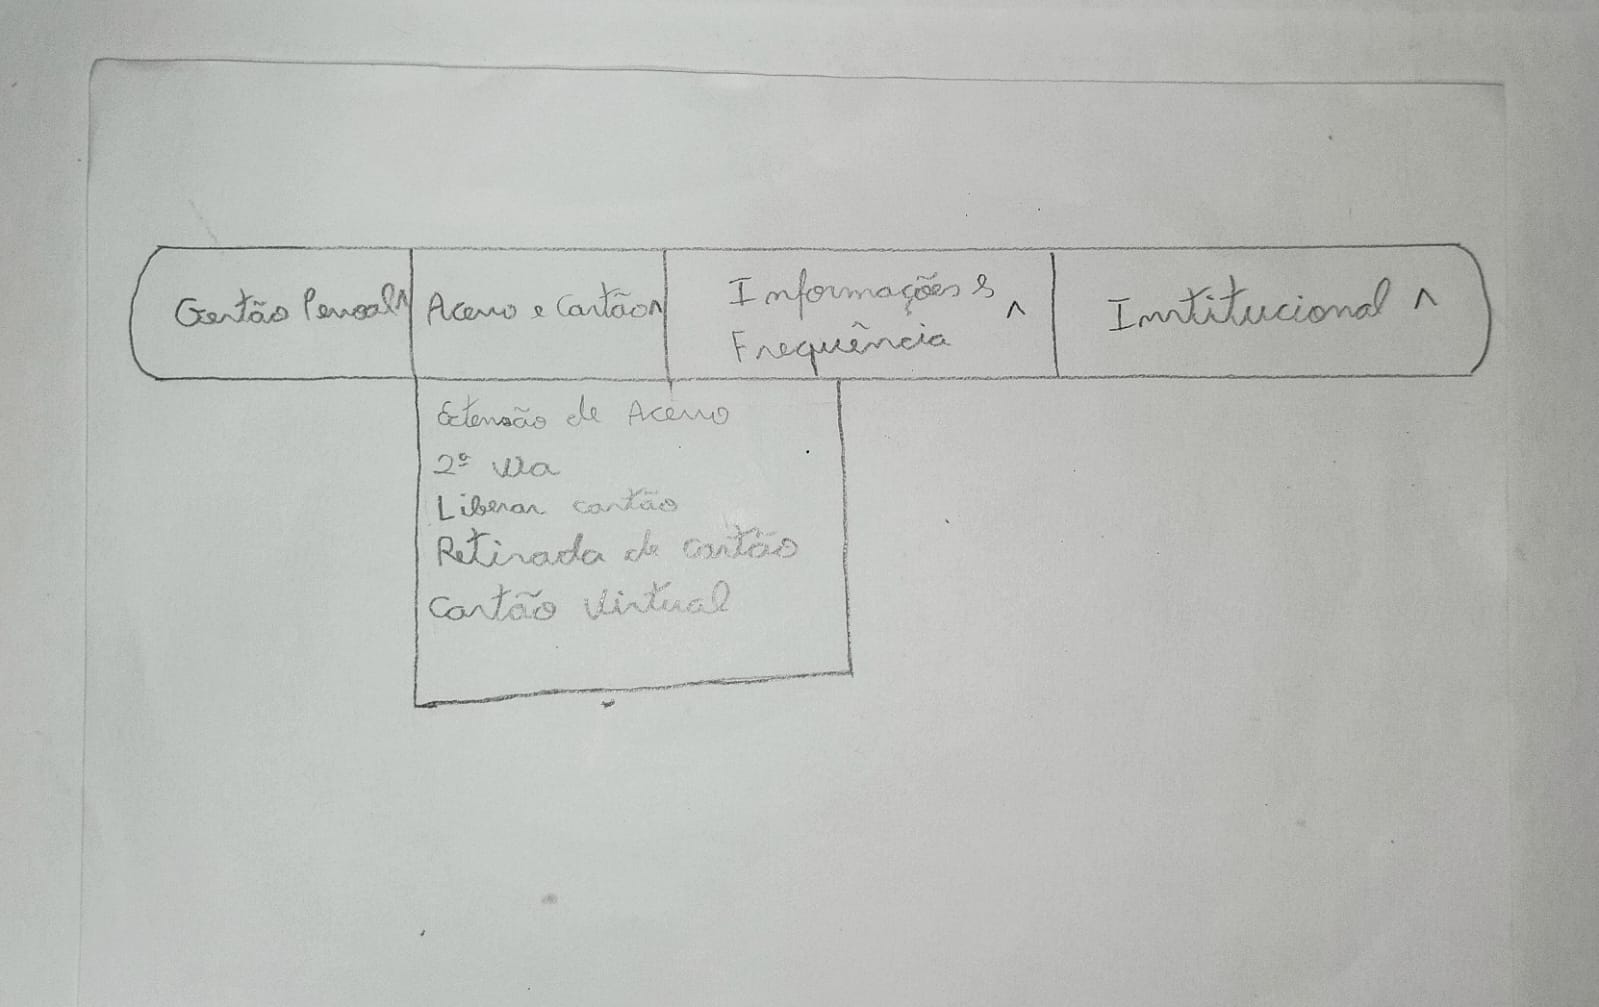 Gestão Pessoal ^
Acesso e Cartão ^
Informações &
Frequência ^
Institucional ^
Extensão de Acesso
2ª via
Liberar cartão
Retirada de cartão
Cartão Virtual